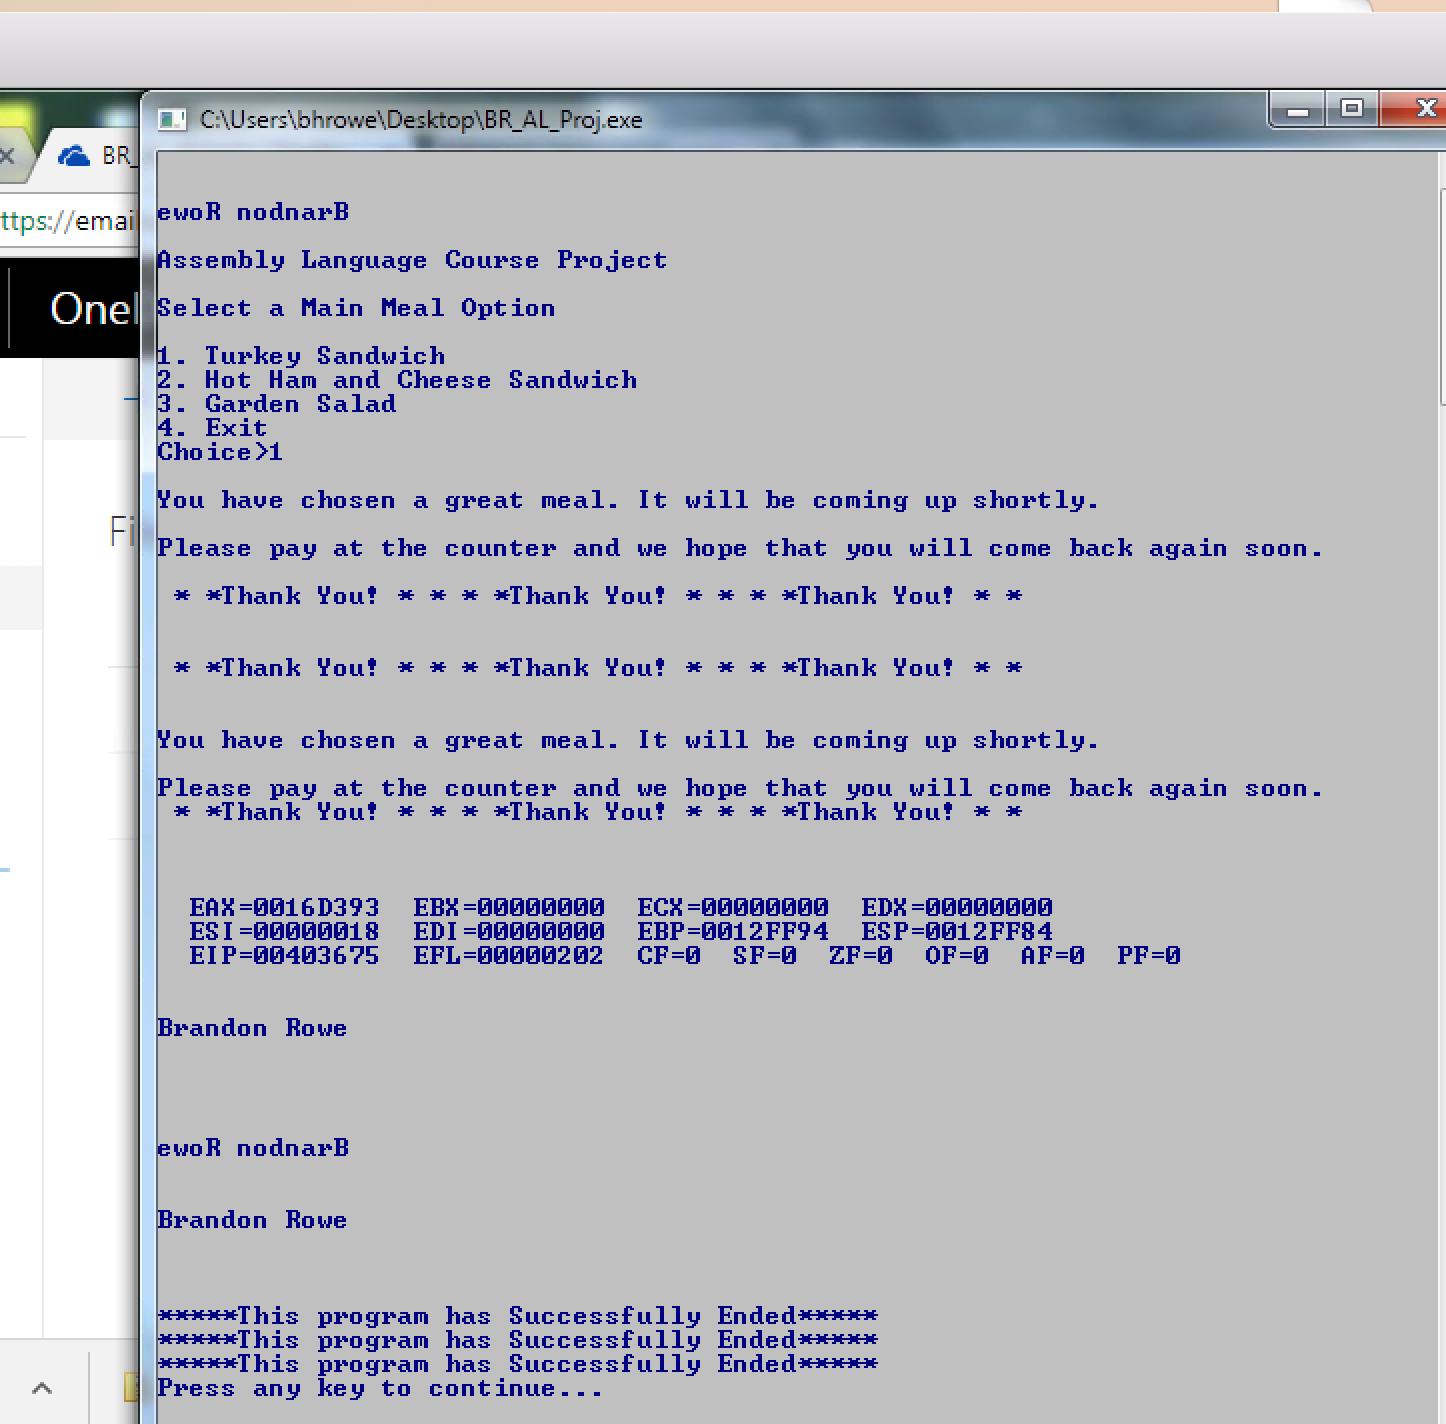 C:\Users\bhrowe\Desktop\BR_AL_Proj.exe
BR_
ttps://emai
One
Fi
ewoR nodnarB
Assembly Language Course Project
Select a Main Meal Option
1. Turkey Sandwich
2. Hot Ham and Cheese Sandwich
3. Garden Salad
4. Exit
Choice>1
You have chosen a great meal. It will be coming up shortly.
Please pay at the counter and we hope that you will come back again soon.
* *Thank You! * * * *Thank You! * * * *Thank You! * *
* *Thank You! * * * *Thank You! * * * *Thank You! * *
You have chosen a great meal. It will be coming up shortly.
Please pay at the counter and we hope that you will come back again soon.
* *Thank You! * * * *Thank You! * * * *Thank You! * *
EAX=0016D393 EBX=00000000 ECX=00000000 EDX=00000000
ESI=00000018 EDI=00000000 EBP=0012FF94 ESP=0012FF84
EIP=00403675 EFL=00000202 CF=0 SF=0 ZF=0 OF=0 AF=0 PF=0
Brandon Rowe
ewoR nodnarB
Brandon Rowe
*****This program has Successfully Ended*****
*****This program has Successfully Ended*****
*****This program has Successfully Ended*****
Press any key to continue...